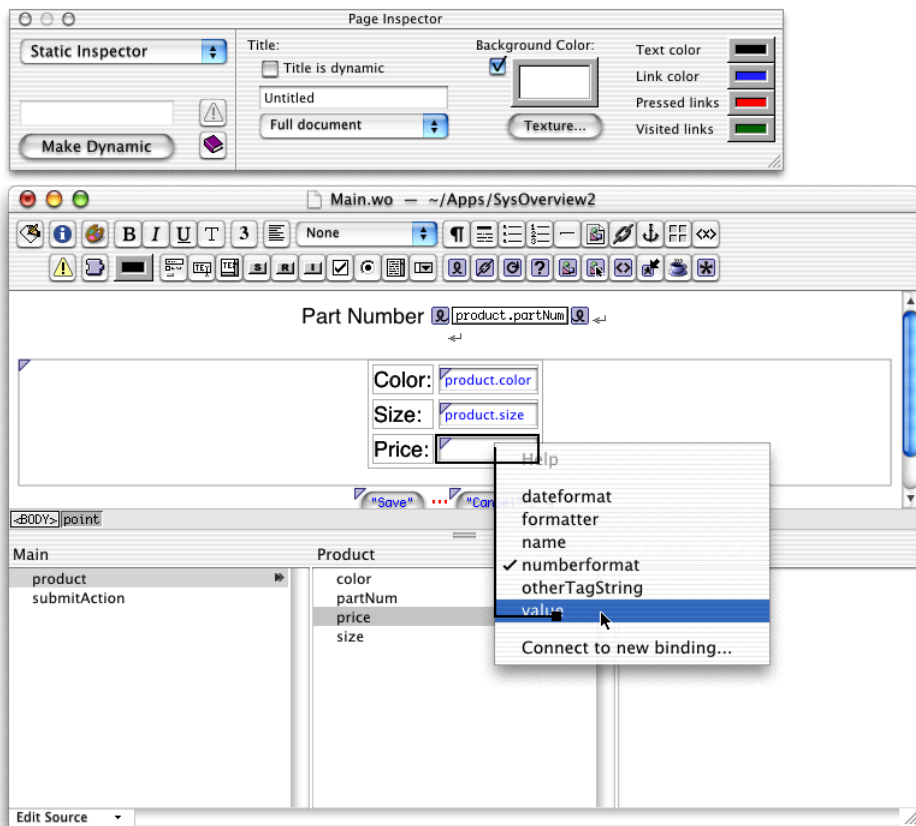 Page Inspector
Static Inspector
Make Dynamic
Title:
Title is dynamic
Untitled
Full document
Background Color:
Texture...
Text color
Link color
Pressed links
Visited links
Main.wo — ~/Apps/SysOverview2
B I U T 3 None
Part Number product.partNum
Color: product.color
Size: product.size
Price:
"Save" ... "Can
<BODY> point
Main
product
submitAction
Product
color
partNum
price
size
Help
dateformat
formatter
name
✓ numberformat
otherTagString
value
Connect to new binding...
Edit Source